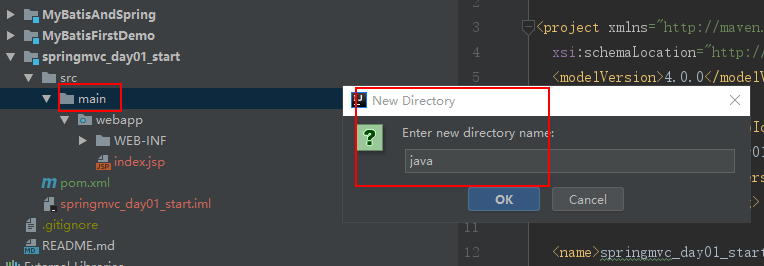 MyBatisAndSpring
MyBatisFirstDemo
springmvc_day01_start
src
main
webapp
WEB-INF
index.jsp
pom.xml
springmvc_day01_start.iml
.gitignore
README.md
External Libraries
3
4
5
11
12
<project xmlns="http://maven.
xsi:schemaLocation="http://
<modelVersion>4.0.0</modelV
<name>springmvc_day01_start
New Directory
Enter new directory name:
java
OK
Cancel